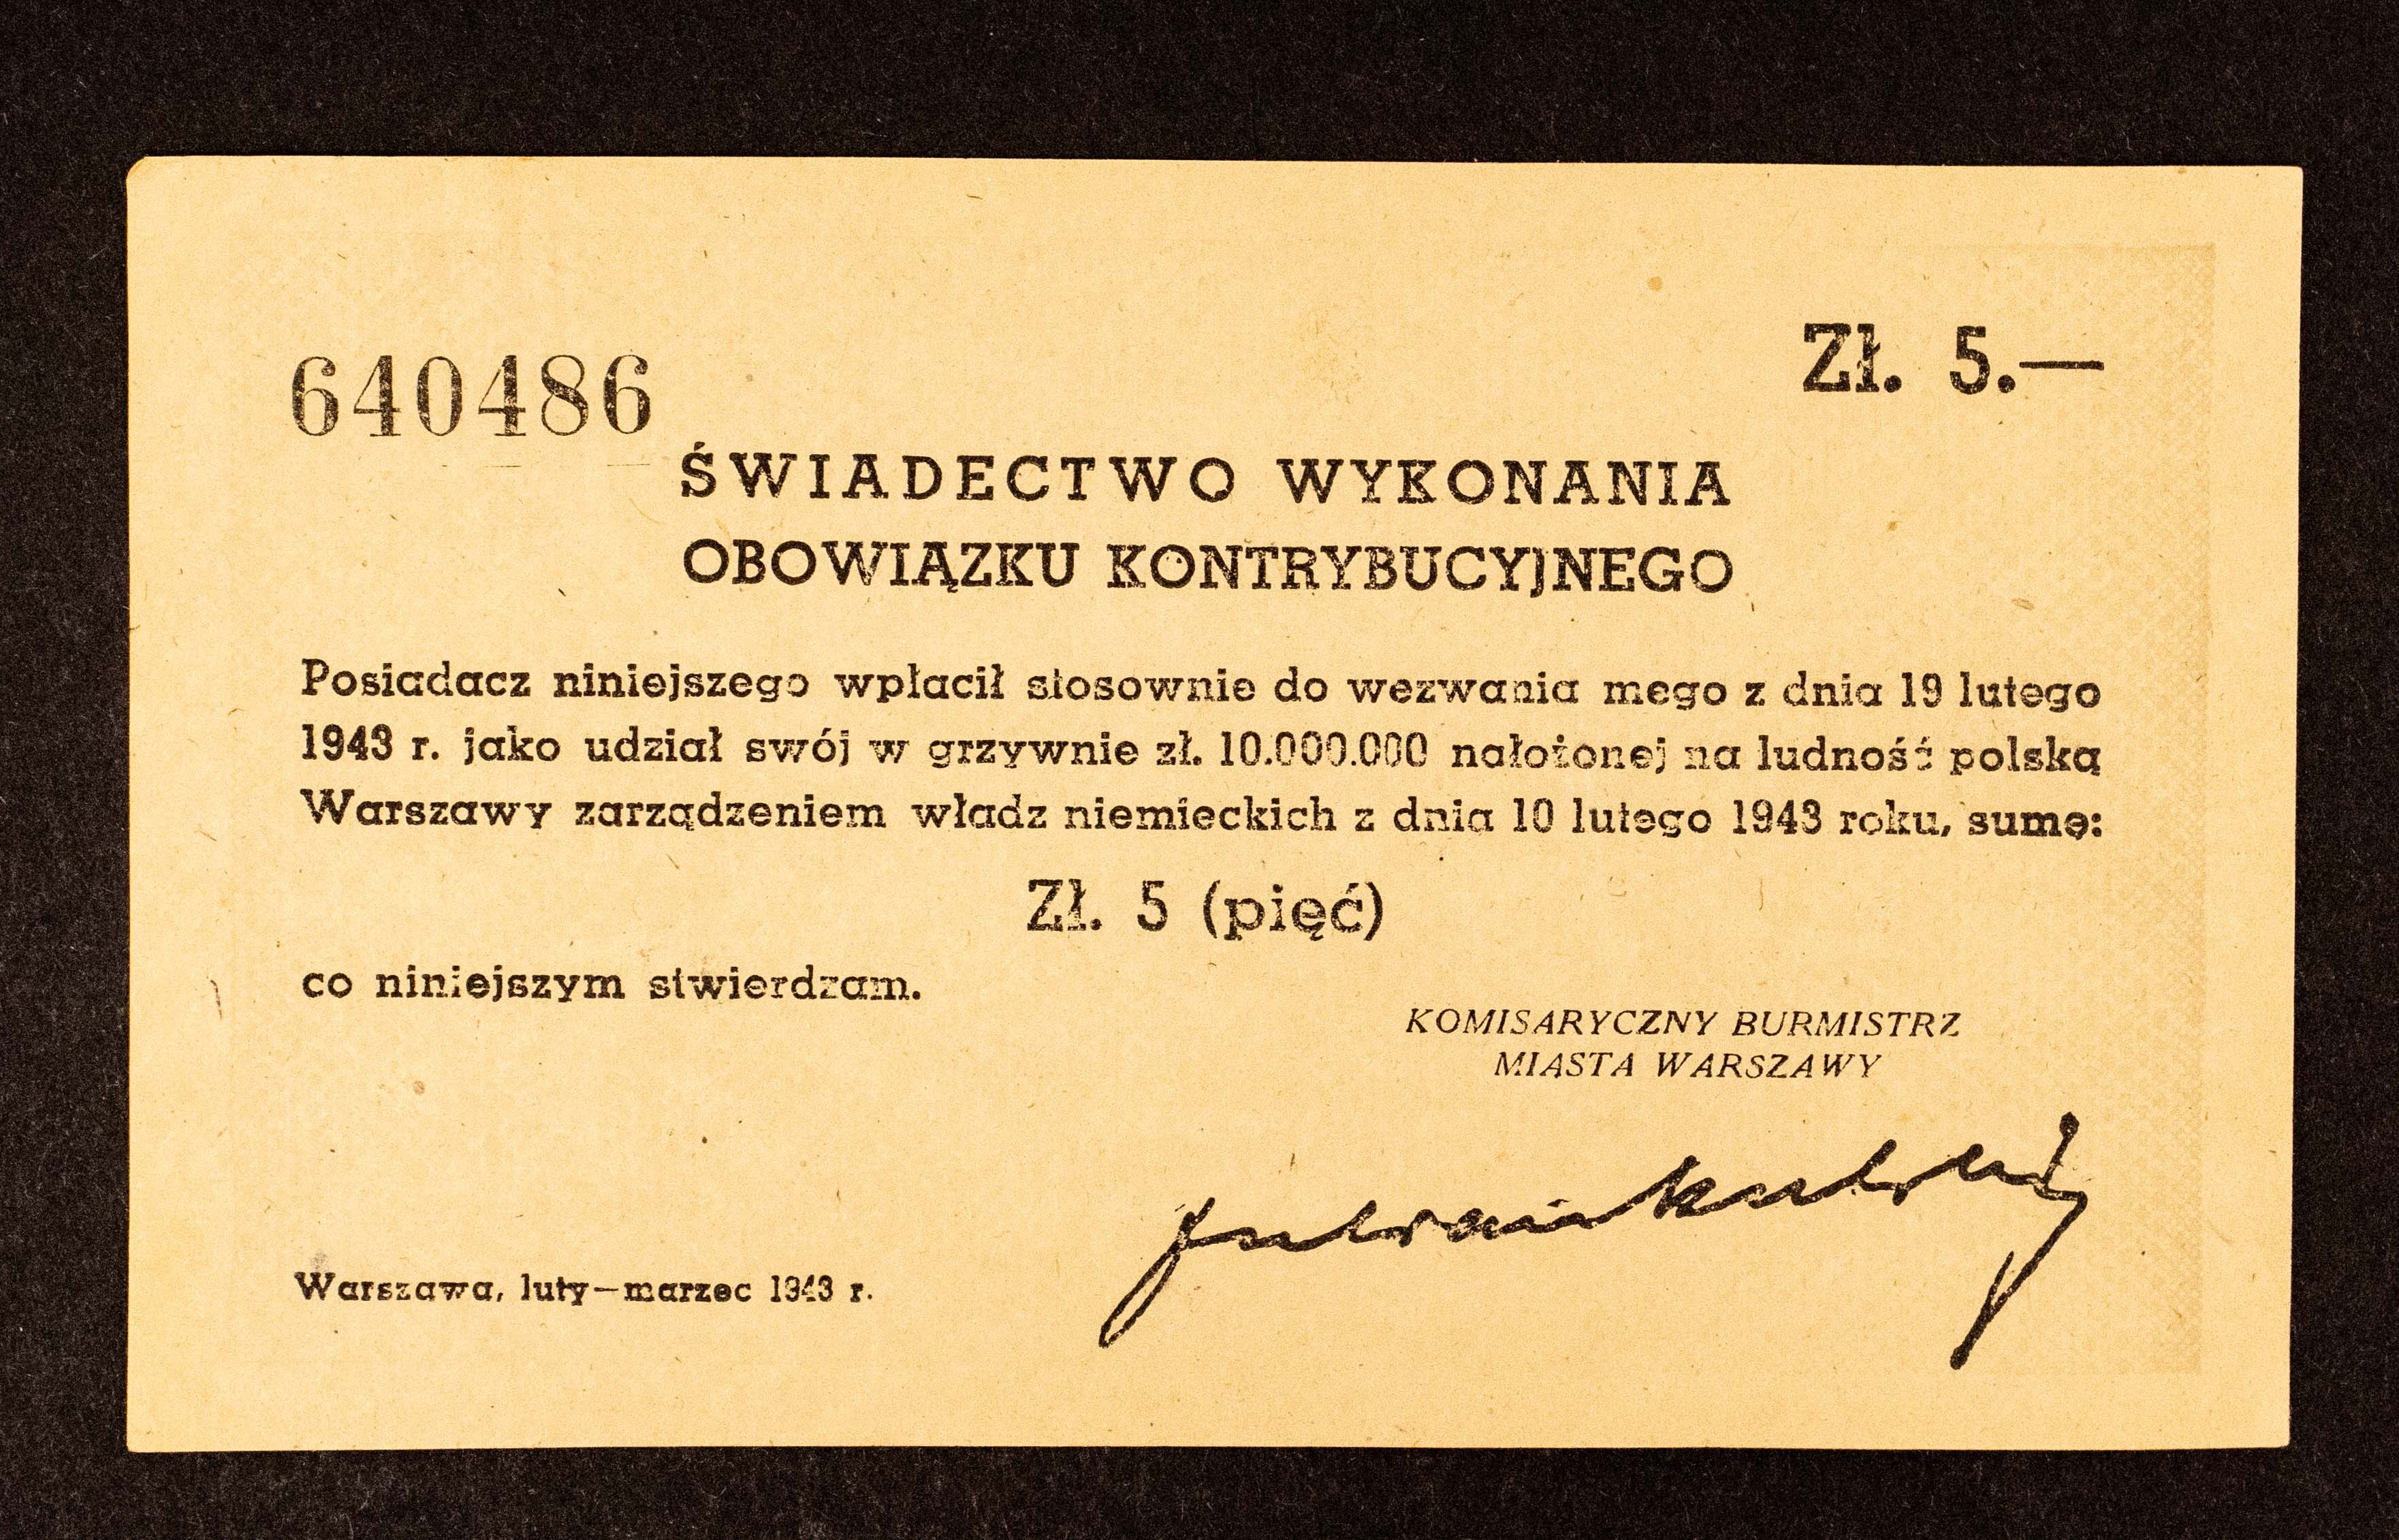 Zł. 5.—
640486
ŚWIADECTWO WYKONANIA
OBOWIĄZKU KONTRYBUCYJNEGO
Posiadacz niniejszego wpłacił stosownie do wezwania mego z dnia 19 lutego
1943 r. jako udział swój w grzywnie zł. 10.000.000 nałożonej na ludność polską
Warszawy zarządzeniem władz niemieckich z dnia 10 lutego 1943 roku, sumę:
Zł. 5 (pięć)
co niniejszym stwierdzam.
KOMISARYCZNY BURMISTRZ
MIASTA WARSZAWY
Warszawa, luty—marzec 1943 r.